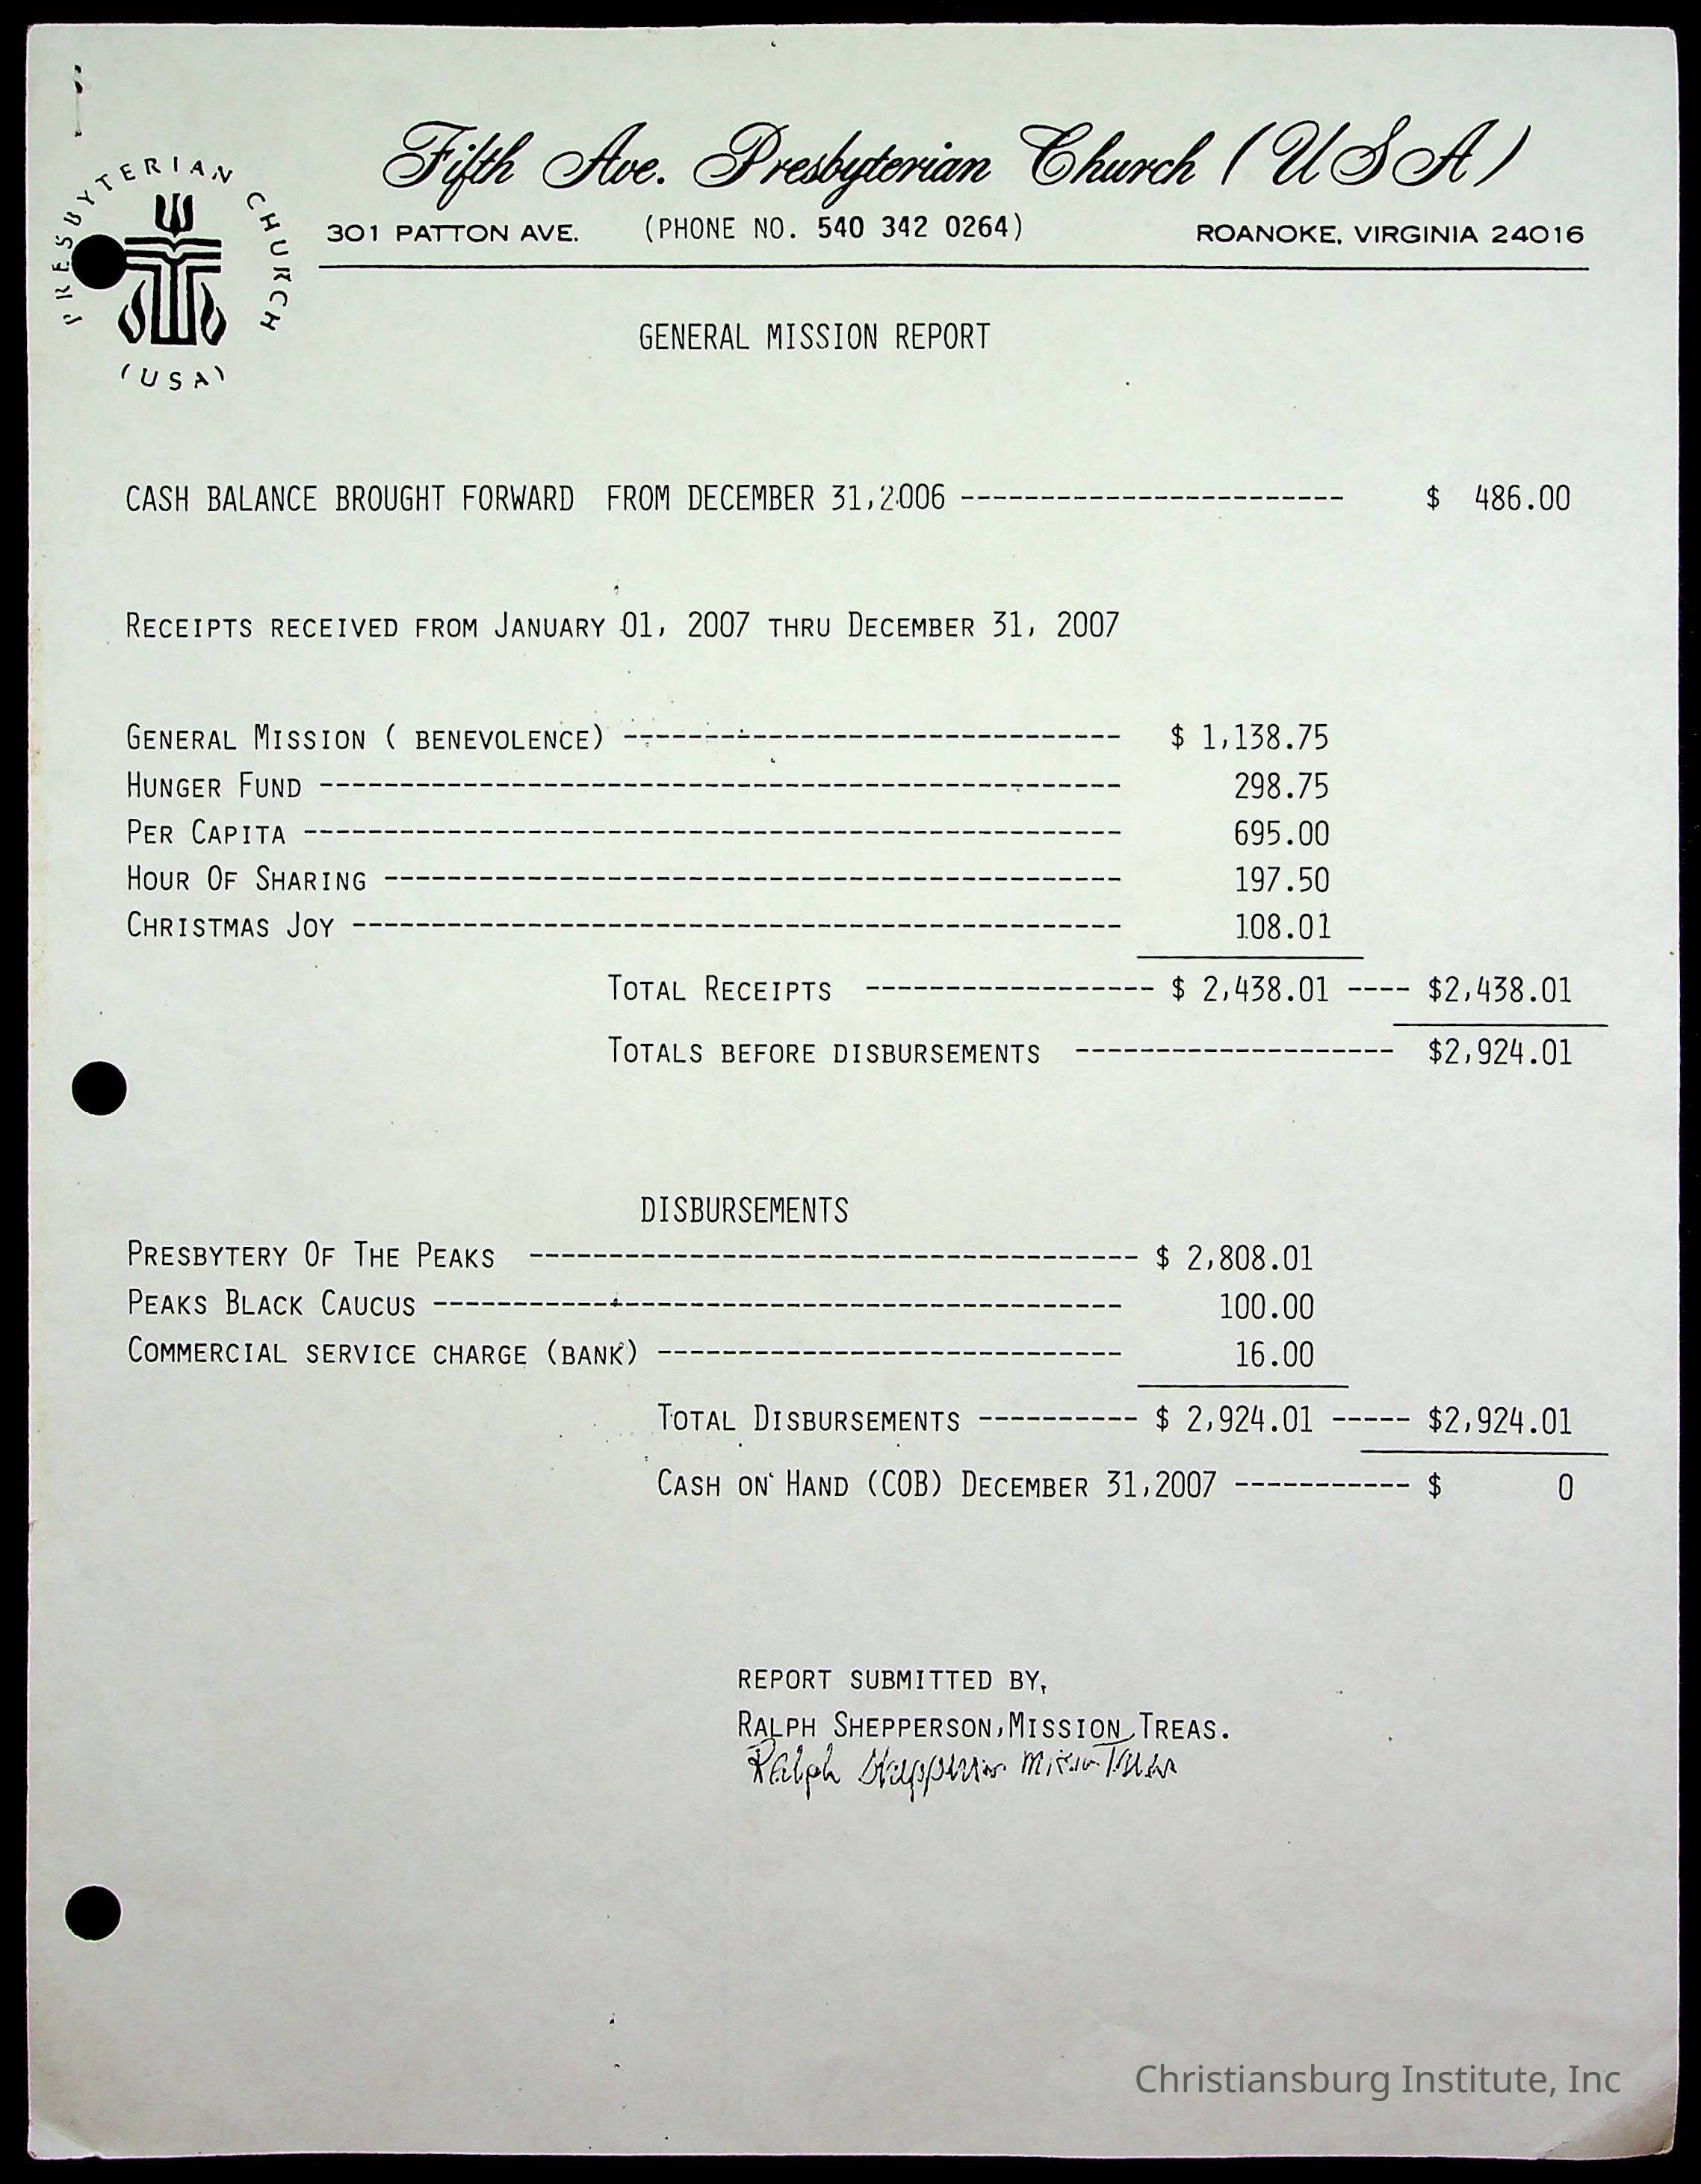 PRESBYTERIAN CHURCH
(USA)
Fifth Ave. Presbyterian Church (USA)
301 PATTON AVE. (PHONE NO. 540 342 0264) ROANOKE, VIRGINIA 24016
GENERAL MISSION REPORT
CASH BALANCE BROUGHT FORWARD FROM DECEMBER 31,2006 ------------------------ $ 486.00
RECEIPTS RECEIVED FROM JANUARY 01, 2007 THRU DECEMBER 31, 2007
GENERAL MISSION ( BENEVOLENCE) ------------------------------- $ 1,138.75
HUNGER FUND -------------------------------------------------- 298.75
PER CAPITA --------------------------------------------------- 695.00
HOUR OF SHARING ---------------------------------------------- 197.50
CHRISTMAS JOY ------------------------------------------------ 108.01
TOTAL RECEIPTS ------------------ $ 2,438.01 ---- $2,438.01
TOTALS BEFORE DISBURSEMENTS -------------------- $2,924.01
DISBURSEMENTS
PRESBYTERY OF THE PEAKS -------------------------------------- $ 2,808.01
PEAKS BLACK CAUCUS ------------------------------------------- 100.00
COMMERCIAL SERVICE CHARGE (BANK) ----------------------------- 16.00
TOTAL DISBURSEMENTS ---------- $ 2,924.01 ----- $2,924.01
CASH ON HAND (COB) DECEMBER 31,2007 ----------- $ 0
REPORT SUBMITTED BY,
RALPH SHEPPERSON,MISSION TREAS.
Ralph Shepperson Mission Treas
Christiansburg Institute, Inc